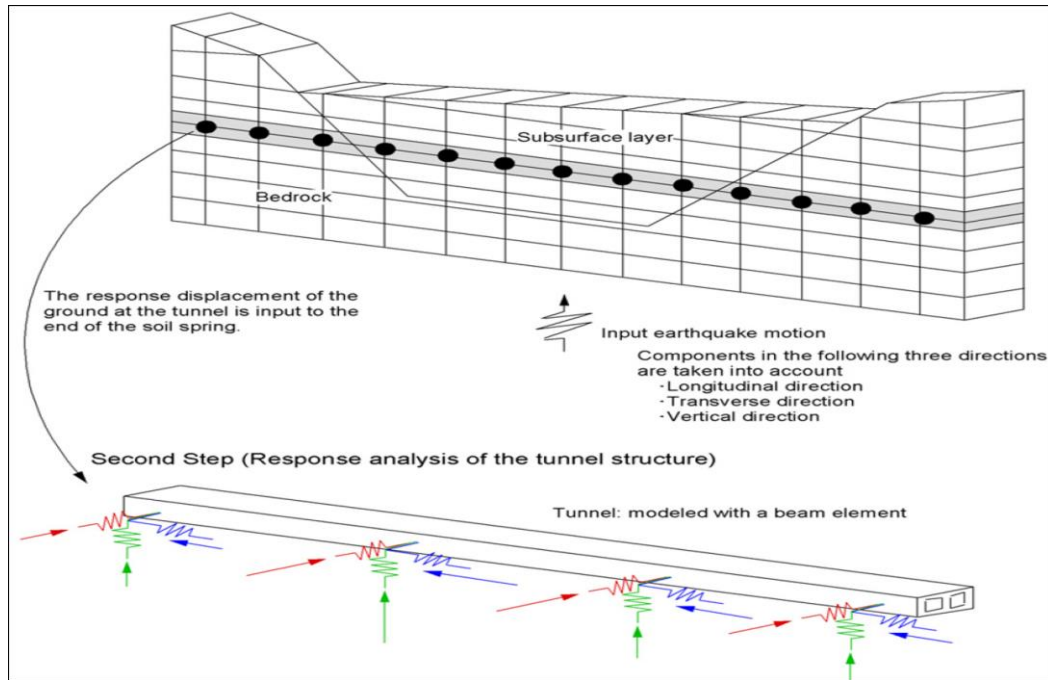 Subsurface layer
Bedrock
The response displacement of the
ground at the tunnel is input to the
end of the soil spring.
Input earthquake motion
Components in the following three directions
are taken into account
·Longitudinal direction
·Transverse direction
·Vertical direction
Second Step (Response analysis of the tunnel structure)
Tunnel: modeled with a beam element